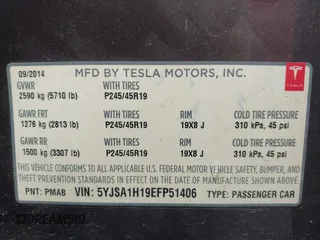 09/2014 MFD BY TESLA MOTORS, INC.
GVWR WITH TIRES
2590 kg (5710 lb) P245/45R19
GAWR FRT WITH TIRES RIM COLD TIRE PRESSURE
1276 kg (2813 lb) P245/45R19 19X8 J 310 kPa, 45 psi
GAWR RR WITH TIRES RIM COLD TIRE PRESSURE
1500 kg (3307 lb) P245/45R19 19X8 J 310 kPa, 45 psi
THIS VEHICLE CONFORMS TO ALL APPLICABLE U.S. FEDERAL MOTOR VEHICLE SAFETY,
BUMPER, AND THEFT PREVENTION STANDARDS IN EFFECT ON THE DATE OF MANUFACTURE SHOWN ABOVE.
PNT: PMAB VIN: 5YJSA1H19EFP51406 TYPE: PASSENGER CAR